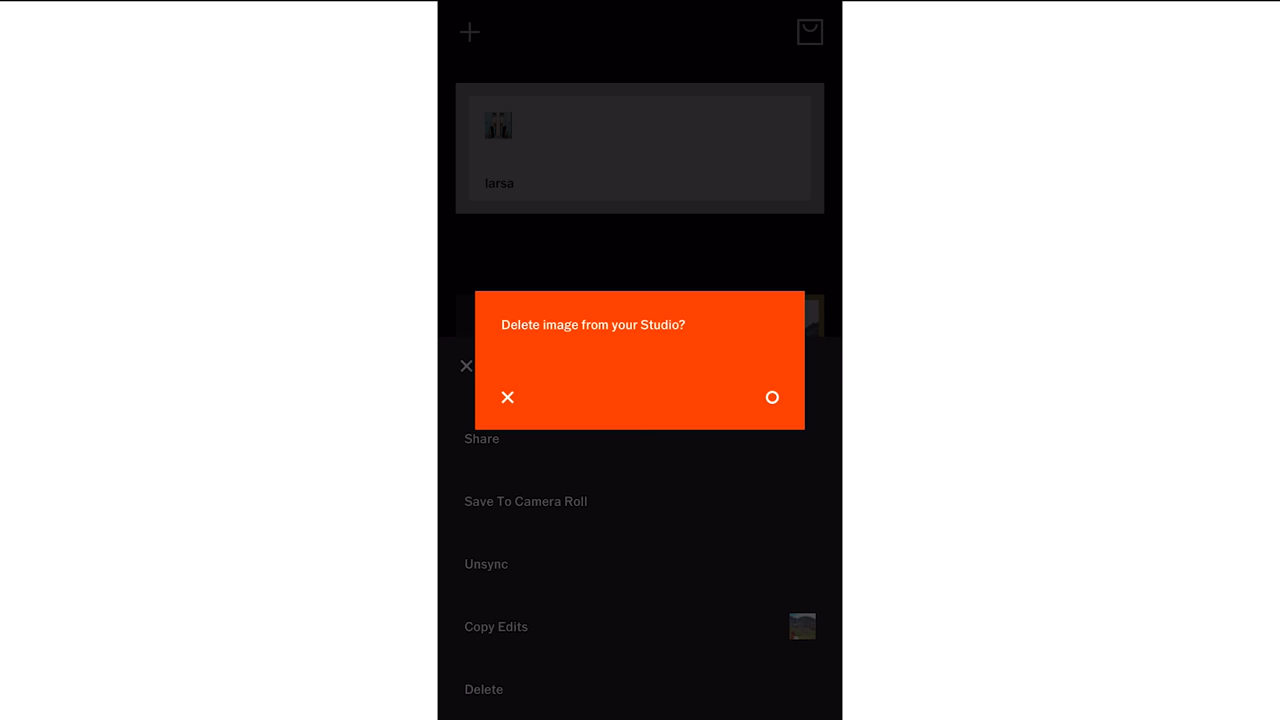 larsa
Delete image from your Studio?
Share
Save To Camera Roll
Unsync
Copy Edits
Delete